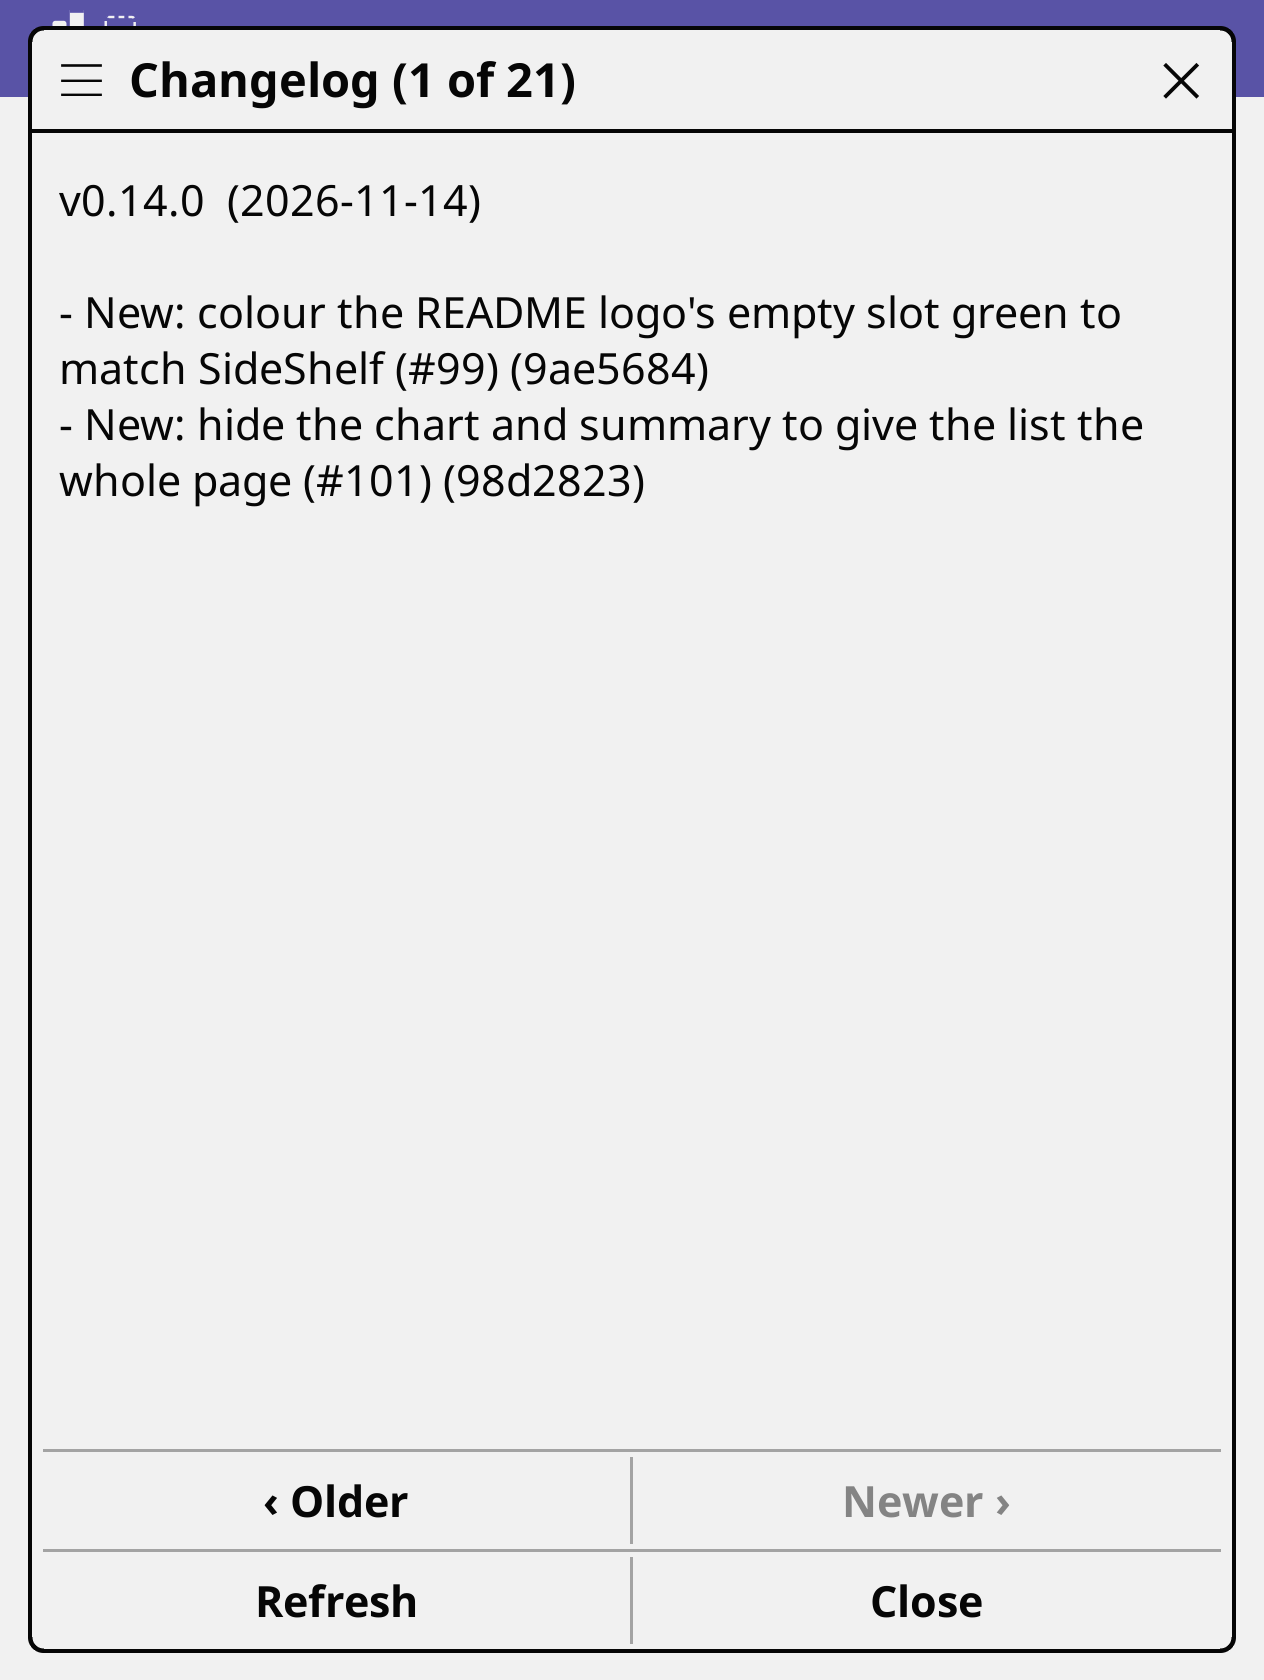 Changelog (1 of 21)
v0.14.0  (2026-11-14)
- New: colour the README logo's empty slot green to
match SideShelf (#99) (9ae5684)
- New: hide the chart and summary to give the list the
whole page (#101) (98d2823)
‹ Older
Newer ›
Refresh
Close